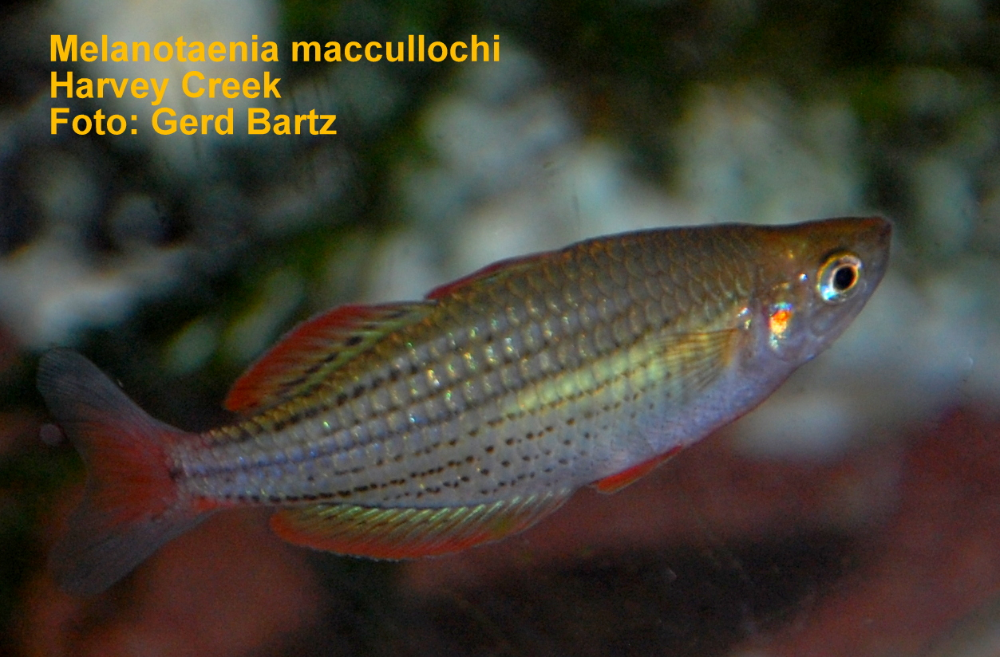 Melanotaenia maccullochi
Harvey Creek
Foto: Gerd Bartz